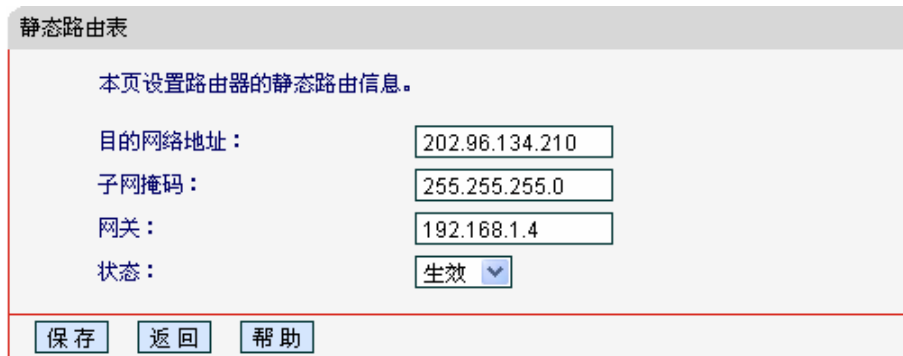 静态路由表
本页设置路由器的静态路由信息。
目的网络地址： 202.96.134.210
子网掩码： 255.255.255.0
网关： 192.168.1.4
状态： 生效
保存 返回 帮助